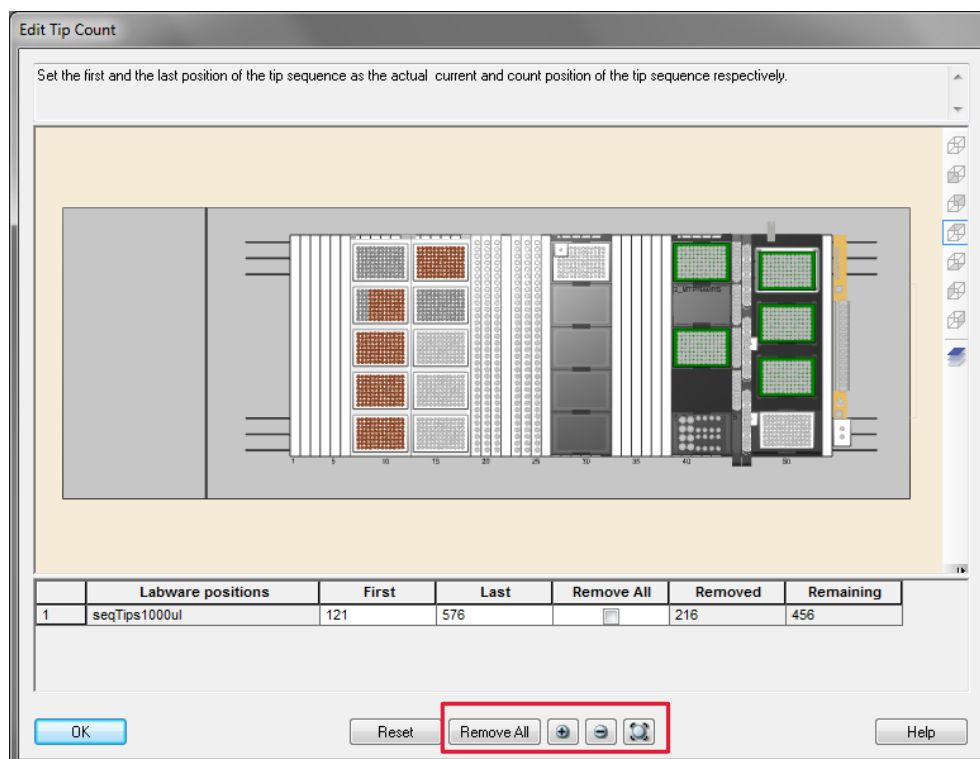 Edit Tip Count
Set the first and the last position of the tip sequence as the actual current and count position of the tip sequence respectively.
1 5 10 15 20 25 30 35 40 50
Labware positions First Last Remove All Removed Remaining
1 seqTips1000ul 121 576 216 456
OK Reset Remove All Help